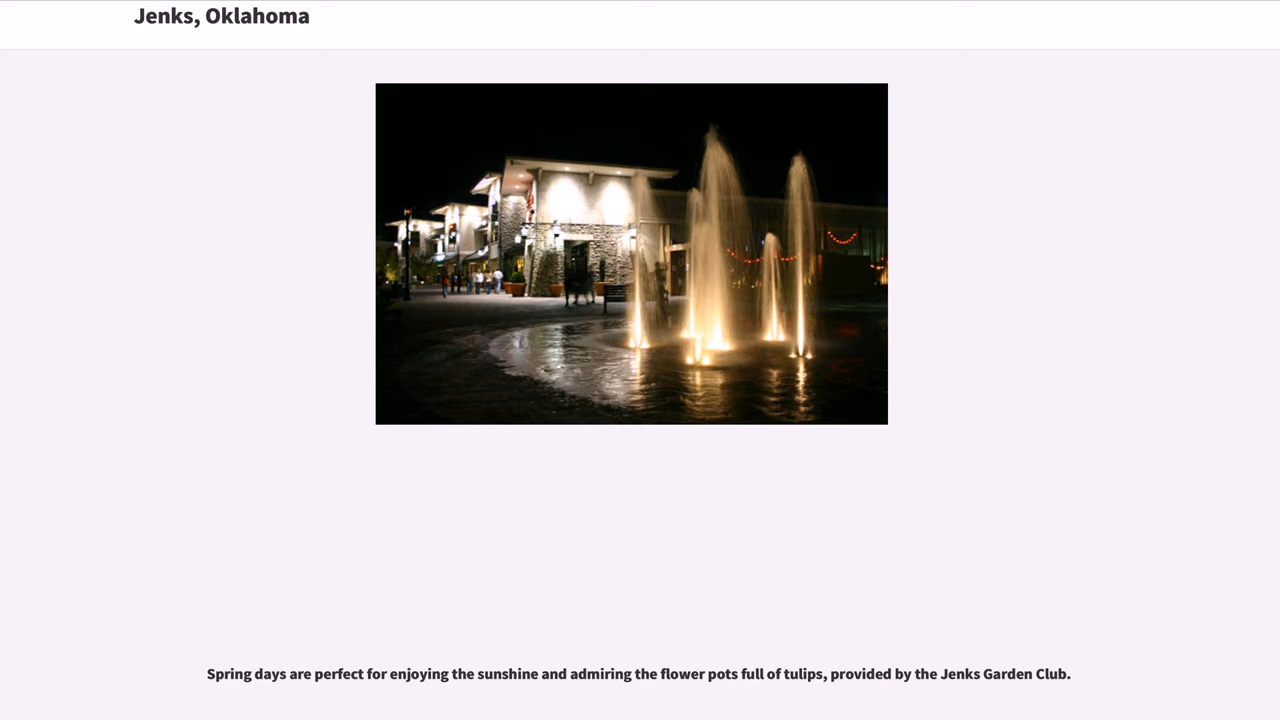 Jenks, Oklahoma
Spring days are perfect for enjoying the sunshine and admiring the flower pots full of tulips, provided by the Jenks Garden Club.